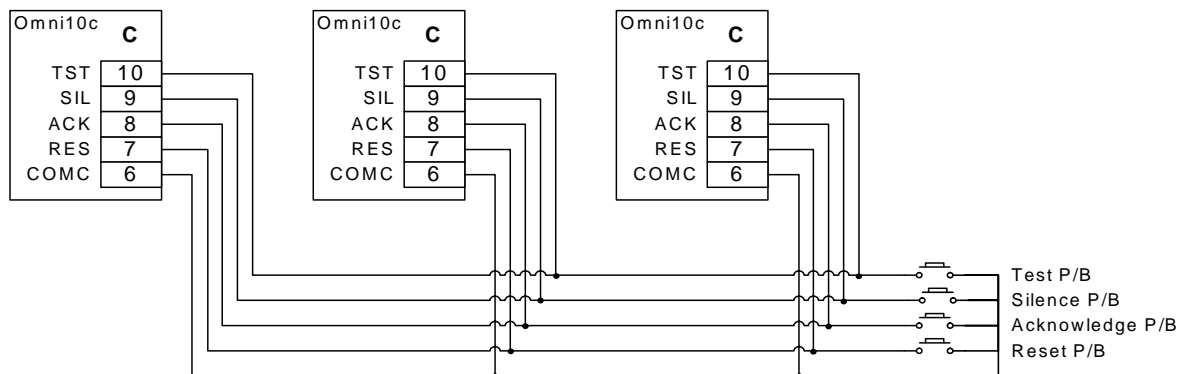 Omni10c
C
TST 10
SIL 9
ACK 8
RES 7
COMC 6
Omni10c
C
TST 10
SIL 9
ACK 8
RES 7
COMC 6
Omni10c
C
TST 10
SIL 9
ACK 8
RES 7
COMC 6
Test P/B
Silence P/B
Acknowledge P/B
Reset P/B